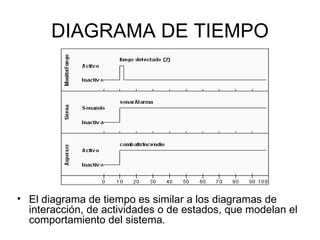 DIAGRAMA DE TIEMPO
fuego detectado {?}
MonitorFuego
Activo
Inactivo
sonarAlarma
Sirena
Sonando
Inactiva
combatirIncendio
Aspersor
Activo
Inactivo
0 10 20 30 40 50 60 70 80 90 100
• El diagrama de tiempo es similar a los diagramas de
interacción, de actividades o de estados, que modelan el
comportamiento del sistema.